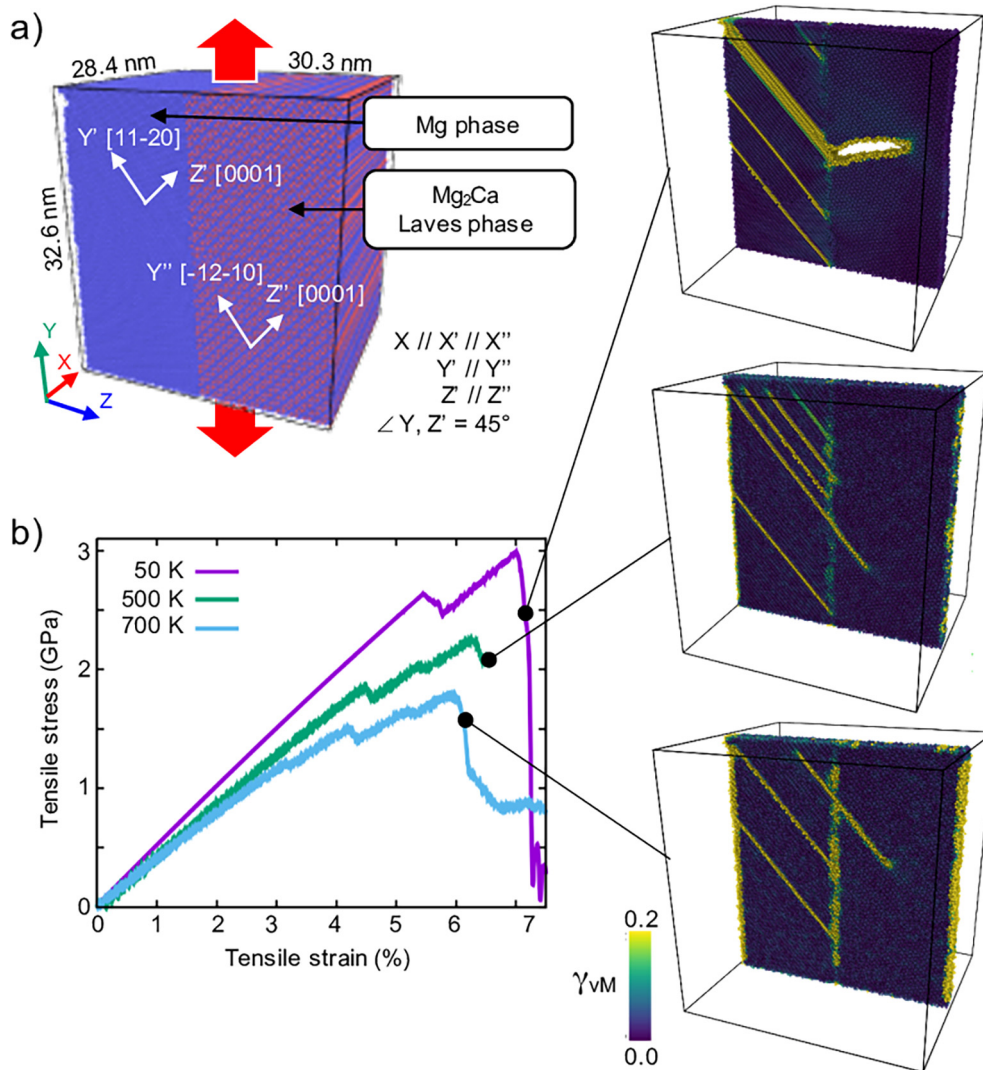 a)
28.4 nm
30.3 nm
32.6 nm
Mg phase
Mg₂Ca
Laves phase
Y' [11-20]
Z' [0001]
Y'' [-12-10]
Z'' [0001]
X // X' // X''
Y' // Y''
Z' // Z''
∠ Y, Z' = 45°
Y
X
Z
b)
3
2
1
0
50 K
500 K
700 K
Tensile stress (GPa)
0 1 2 3 4 5 6 7
Tensile strain (%)
0.2
γvM
0.0